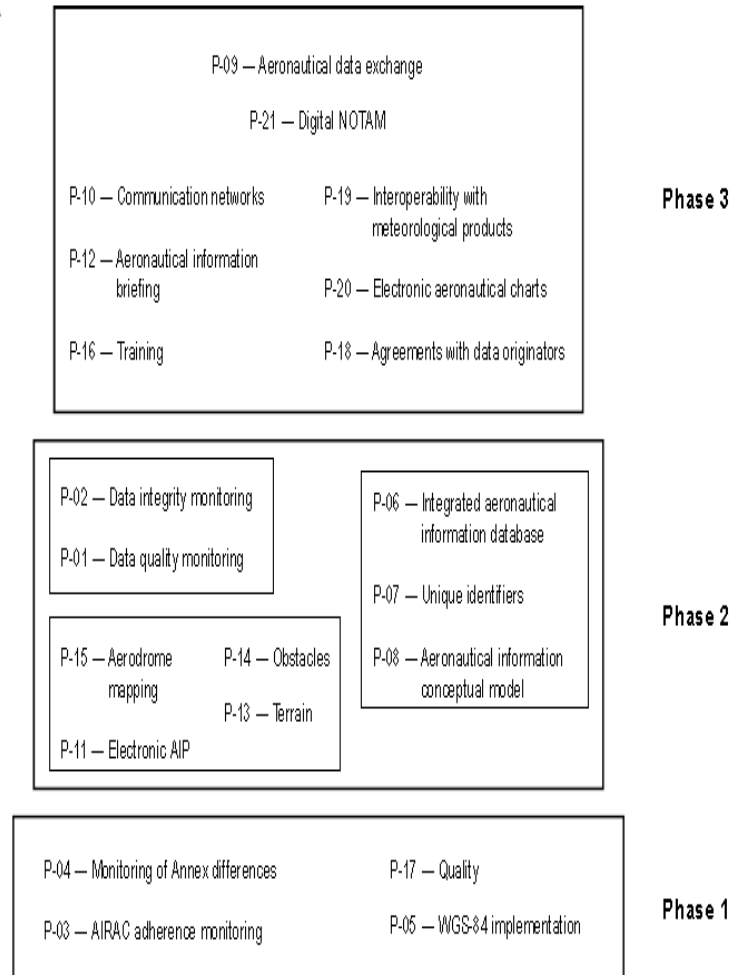 P-09 — Aeronautical data exchange
P-21 — Digital NOTAM
P-10 — Communication networks
P-12 — Aeronautical information
briefing
P-16 — Training
P-19 — Interoperability with
meteorological products
P-20 — Electronic aeronautical charts
P-18 — Agreements with data originators
Phase 3
P-02 — Data integrity monitoring
P-01 — Data quality monitoring
P-15 — Aerodrome
mapping
P-11 — Electronic AIP
P-14 — Obstacles
P-13 — Terrain
P-06 — Integrated aeronautical
information database
P-07 — Unique identifiers
P-08 — Aeronautical information
conceptual model
Phase 2
P-04 — Monitoring of Annex differences
P-03 — AIRAC adherence monitoring
P-17 — Quality
P-05 — WGS-84 implementation
Phase 1